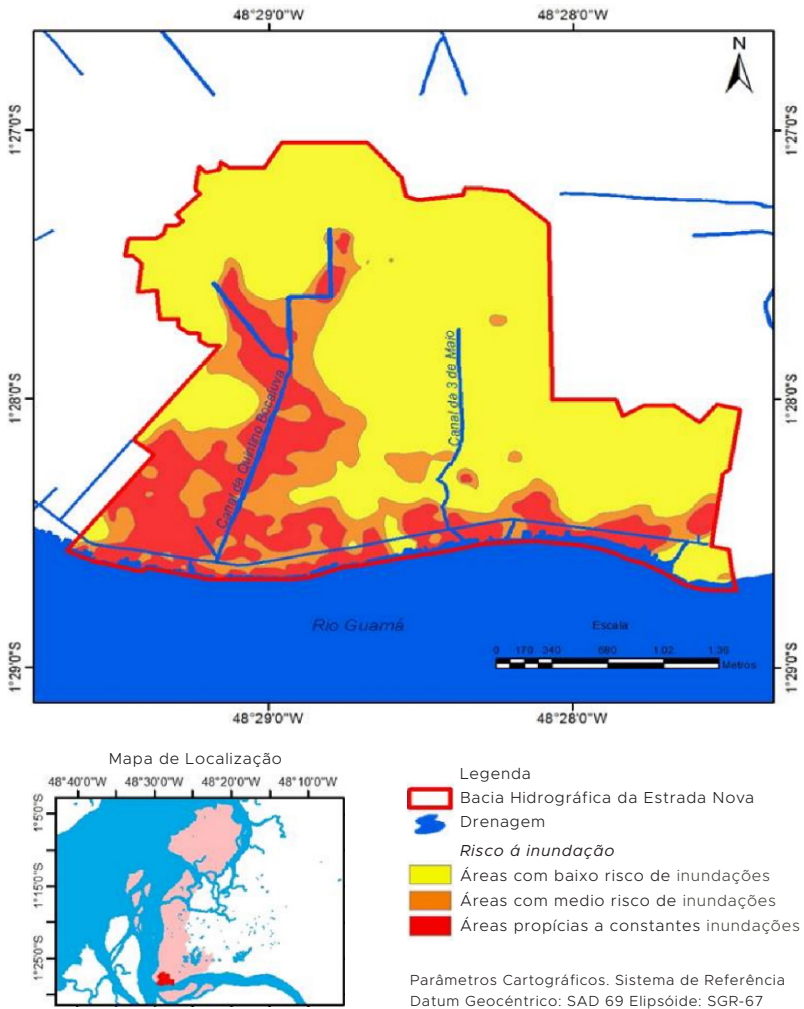 48°29'0"W 48°28'0"W
N
1°27'0"S 1°27'0"S
1°28'0"S 1°28'0"S
1°29'0"S 1°29'0"S
Canal da Quintino Bocaiuva
Canal da 3 de Maio
Rio Guamá
Escala
0 170 340 680 1.02 1.36
Metros
48°29'0"W 48°28'0"W
Mapa de Localização
48°40'0"W 48°30'0"W 48°20'0"W 48°10'0"W
1°5'0"S
1°15'0"S
1°25'0"S
Legenda
Bacia Hidrográfica da Estrada Nova
Drenagem
Risco á inundação
Áreas com baixo risco de inundações
Áreas com medio risco de inundações
Áreas propícias a constantes inundações
Parâmetros Cartográficos. Sistema de Referência
Datum Geocéntrico: SAD 69 Elipsóide: SGR-67